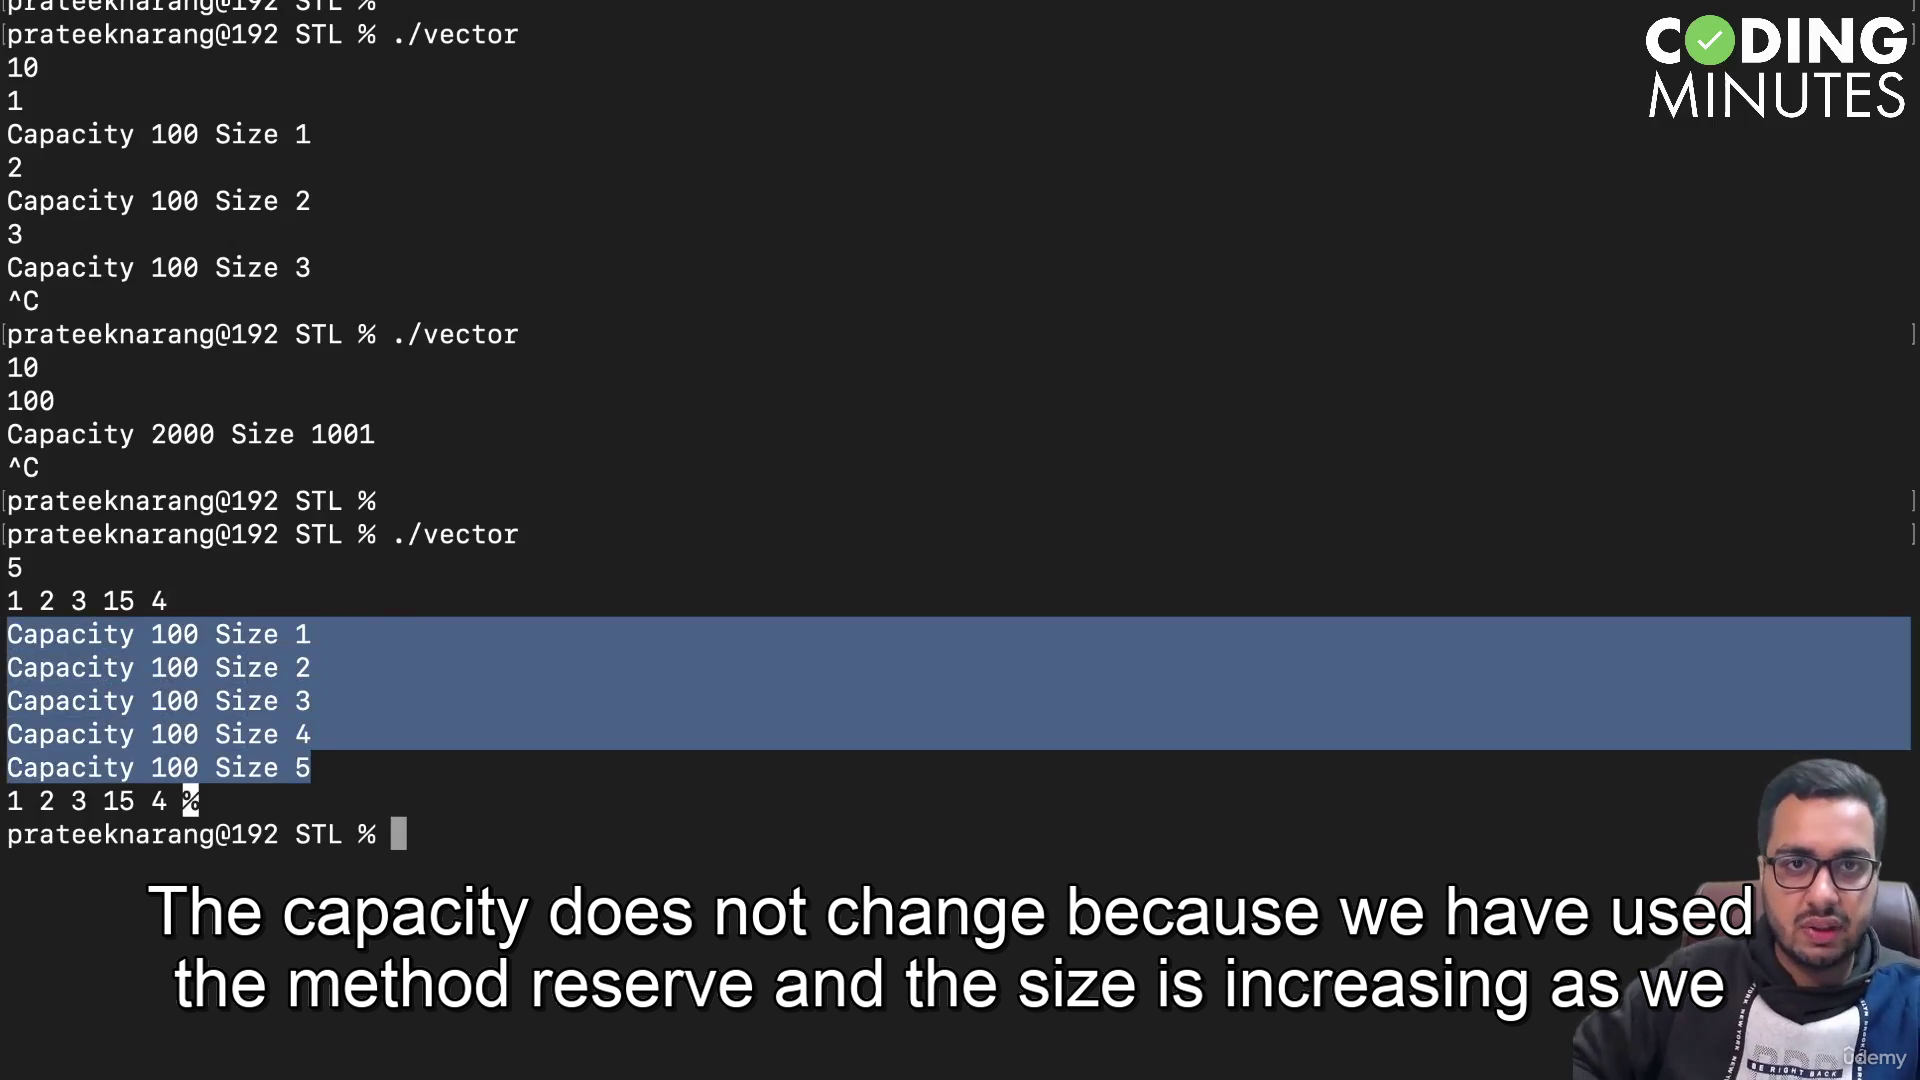 prateeknarang@192 STL %
prateeknarang@192 STL % ./vector
10
1
Capacity 100 Size 1
2
Capacity 100 Size 2
3
Capacity 100 Size 3
^C
prateeknarang@192 STL % ./vector
10
100
Capacity 2000 Size 1001
^C
prateeknarang@192 STL %
prateeknarang@192 STL % ./vector
5
1 2 3 15 4
Capacity 100 Size 1
Capacity 100 Size 2
Capacity 100 Size 3
Capacity 100 Size 4
Capacity 100 Size 5
1 2 3 15 4 %
prateeknarang@192 STL %
CODING
MINUTES
The capacity does not change because we have used
the method reserve and the size is increasing as we
BE RIGHT BACK
udemy